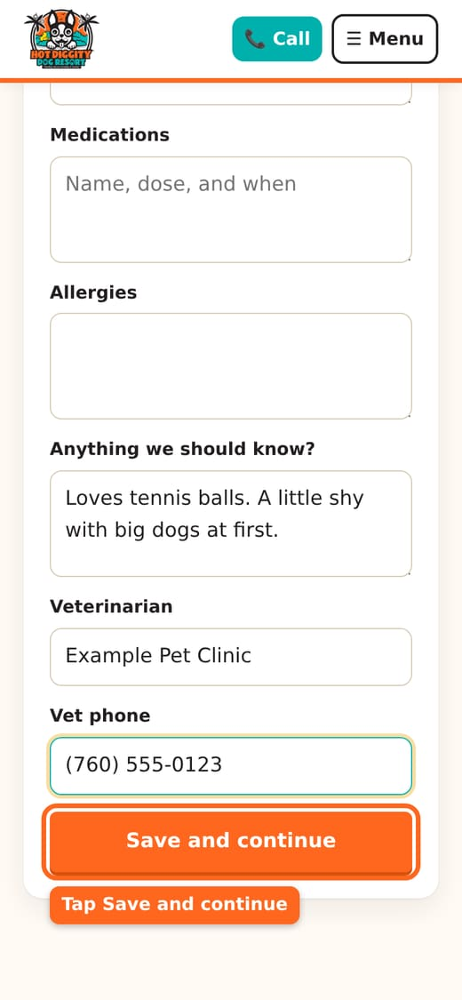 HOT DIGGITY
DOG RESORT
📞 Call
☰ Menu
Medications
Name, dose, and when
Allergies
Anything we should know?
Loves tennis balls. A little shy
with big dogs at first.
Veterinarian
Example Pet Clinic
Vet phone
(760) 555-0123
Save and continue
Tap Save and continue